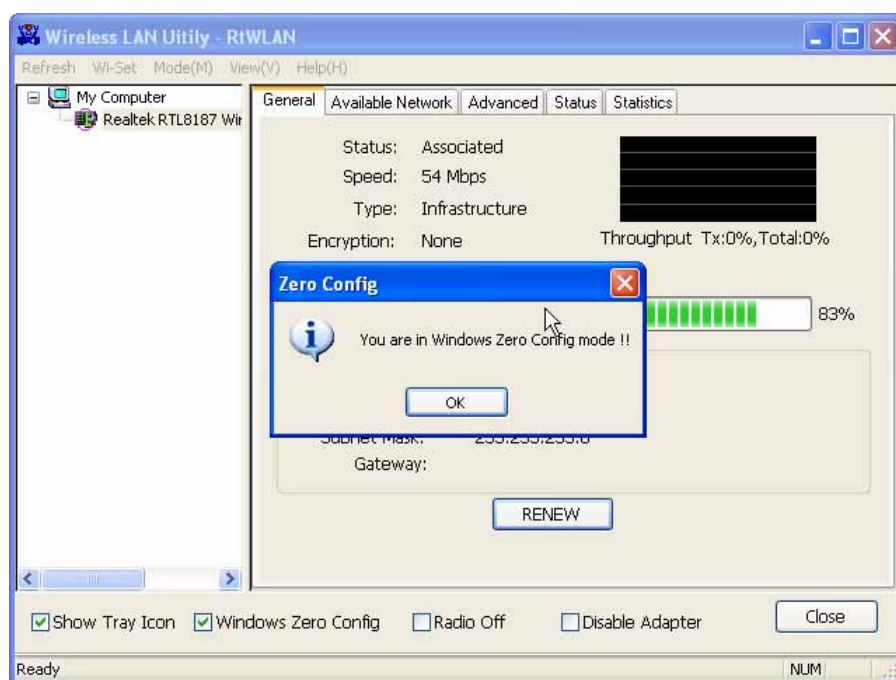 Wireless LAN Uitily - RtWLAN
Refresh Wi-Set Mode(M) View(V) Help(H)
My Computer
Realtek RTL8187 Wir
General Available Network Advanced Status Statistics
Status: Associated
Speed: 54 Mbps
Type: Infrastructure
Encryption: None
Throughput Tx:0%,Total:0%
83%
Zero Config
You are in Windows Zero Config mode !!
OK
Subnet Mask:
Gateway:
RENEW
Show Tray Icon Windows Zero Config Radio Off Disable Adapter Close
Ready NUM